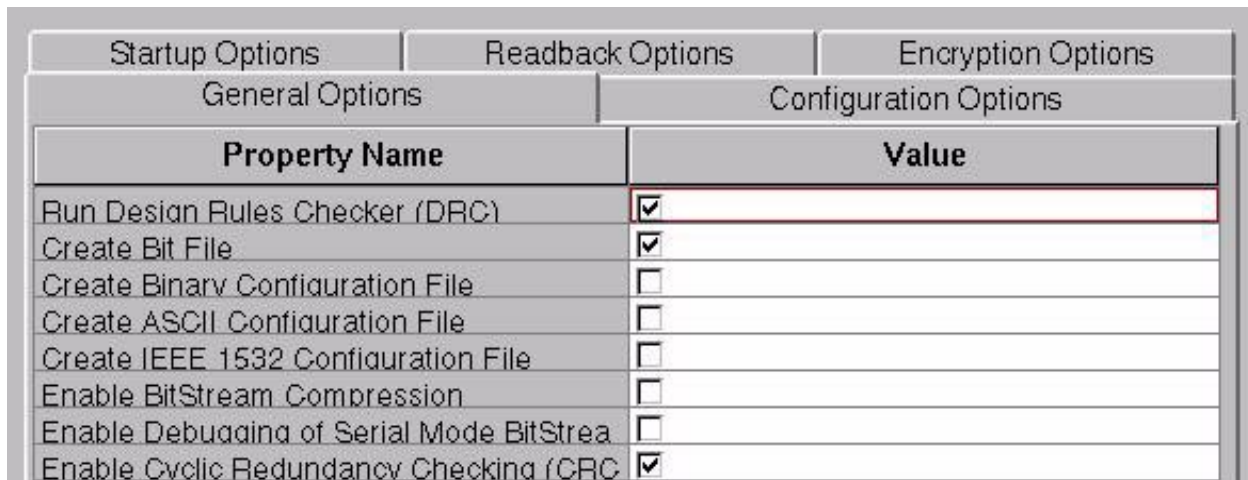 Startup Options Readback Options Encryption Options
General Options Configuration Options
Property Name Value
Run Design Rules Checker (DRC)
Create Bit File
Create Binary Configuration File
Create ASCII Configuration File
Create IEEE 1532 Configuration File
Enable BitStream Compression
Enable Debugging of Serial Mode BitStrea
Enable Cyclic Redundancy Checking (CRC